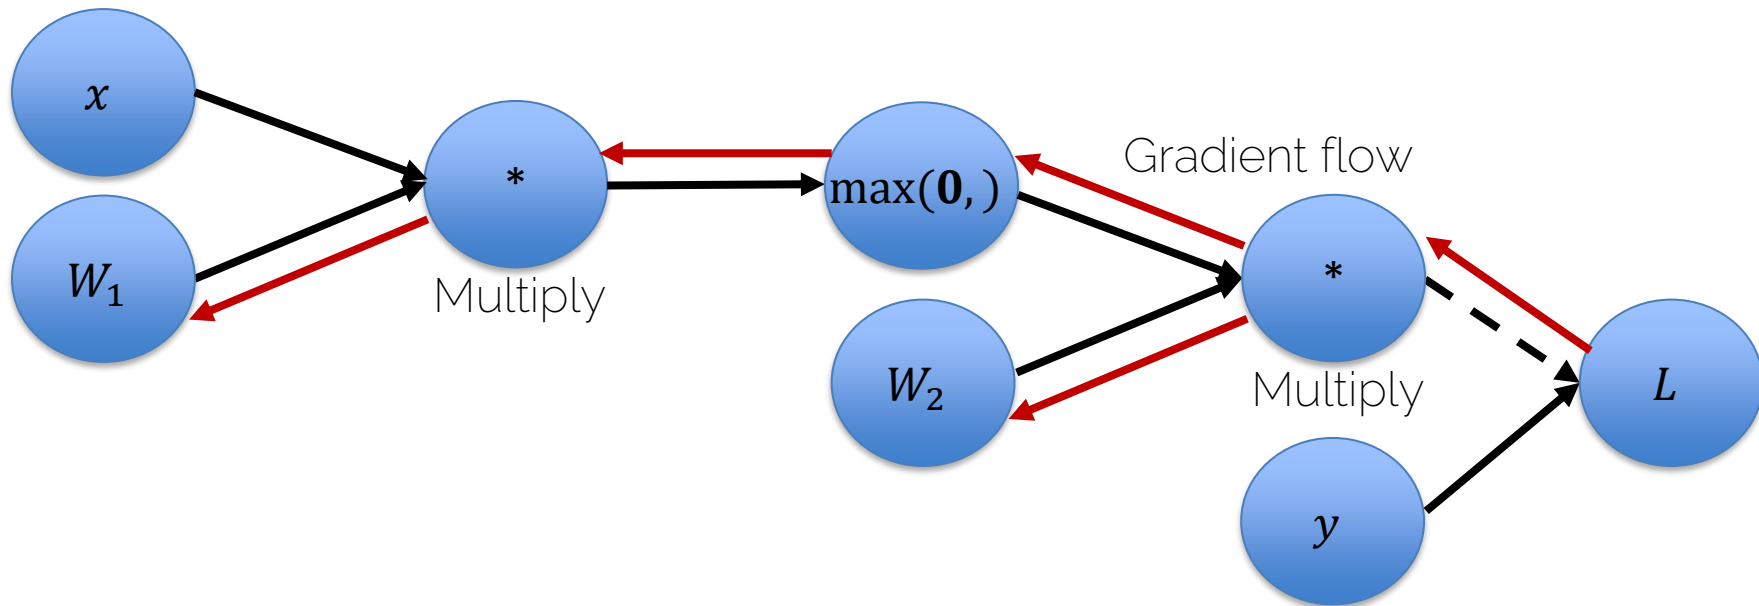 x
W₁
*
Multiply
max(0, )
Gradient flow
W₂
*
Multiply
y
L